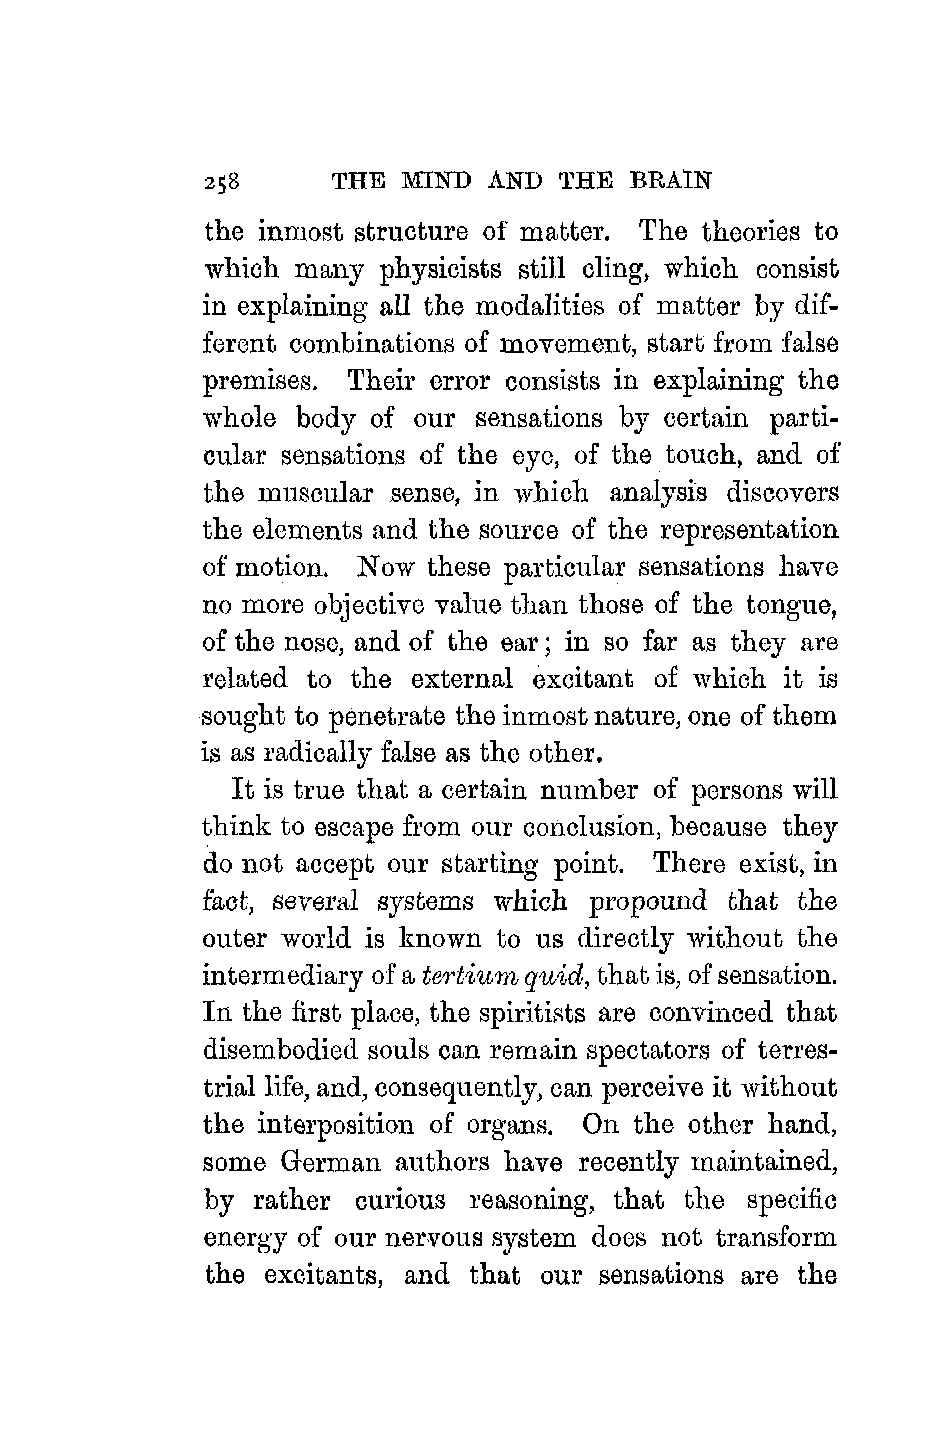 258 THE MIND AND THE BRAIN
the inmost structure of matter. The theories to
which many physicists still cling, which consist
in explaining all the modalities of matter by dif-
ferent combinations of movement, start from false
premises. Their error consists in explaining the
whole body of our sensations by certain parti-
cular sensations of the eye, of the touch, and of
the muscular sense, in which analysis discovers
the elements and the source of the representation
of motion. Now these particular sensations have
no more objective value than those of the tongue,
of the nose, and of the ear; in so far as they are
related to the external excitant of which it is
sought to penetrate the inmost nature, one of them
is as radically false as the other.
It is true that a certain number of persons will
think to escape from our conclusion, because they
do not accept our starting point. There exist, in
fact, several systems which propound that the
outer world is known to us directly without the
intermediary of a tertium quid, that is, of sensation.
In the first place, the spiritists are convinced that
disembodied souls can remain spectators of terres-
trial life, and, consequently, can perceive it without
the interposition of organs. On the other hand,
some German authors have recently maintained,
by rather curious reasoning, that the specific
energy of our nervous system does not transform
the excitants, and that our sensations are the